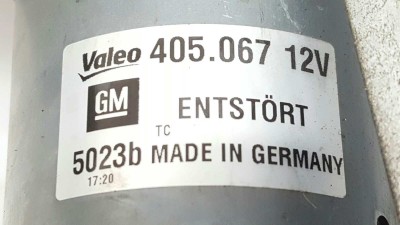 Valeo 405.067 12V
GM ENTSTÖRT
TC
5023b MADE IN GERMANY
17:20